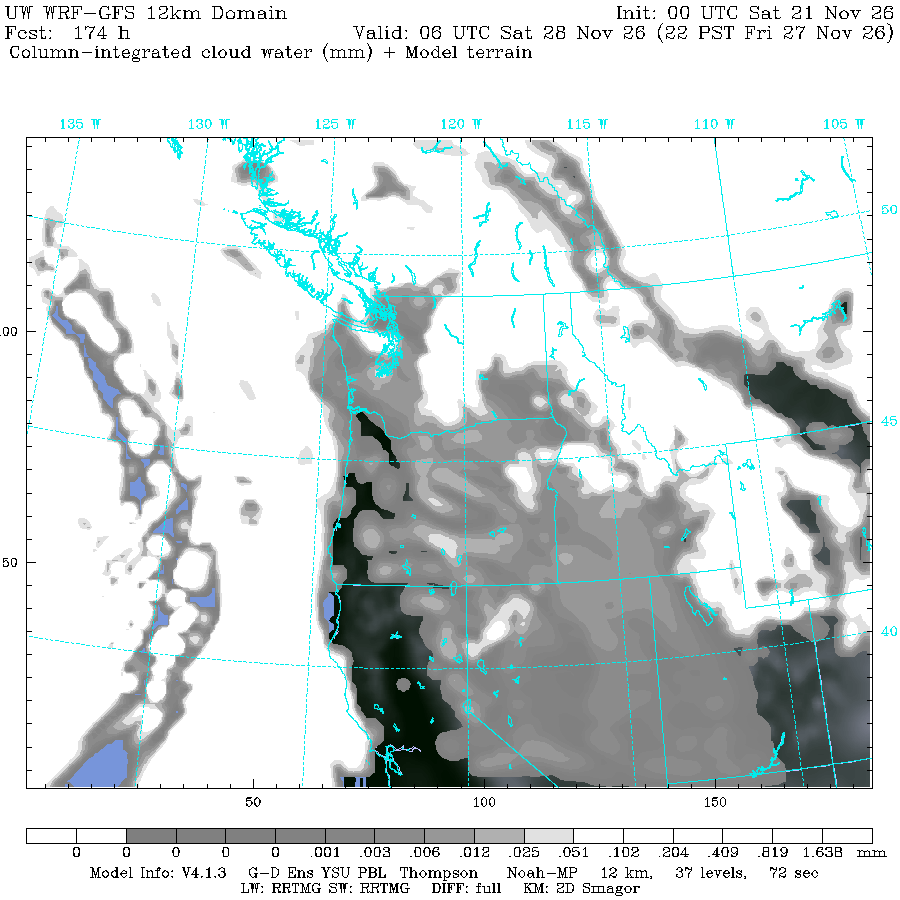 UW WRF-GFS 12km Domain Init: 00 UTC Sat 21 Nov 26
Fcst: 174 h Valid: 06 UTC Sat 28 Nov 26 (22 PST Fri 27 Nov 26)
Column-integrated cloud water (mm) + Model terrain
135 W 130 W 125 W 120 W 115 W 110 W 105 W
50
00
45
50
40
50 100 150
0 0 0 0 .001 .003 .006 .012 .025 .051 .102 .204 .409 .819 1.638 mm
Model Info: V4.1.3 G-D Ens YSU PBL Thompson Noah-MP 12 km, 37 levels, 72 sec
LW: RRTMG SW: RRTMG DIFF: full KM: 2D Smagor